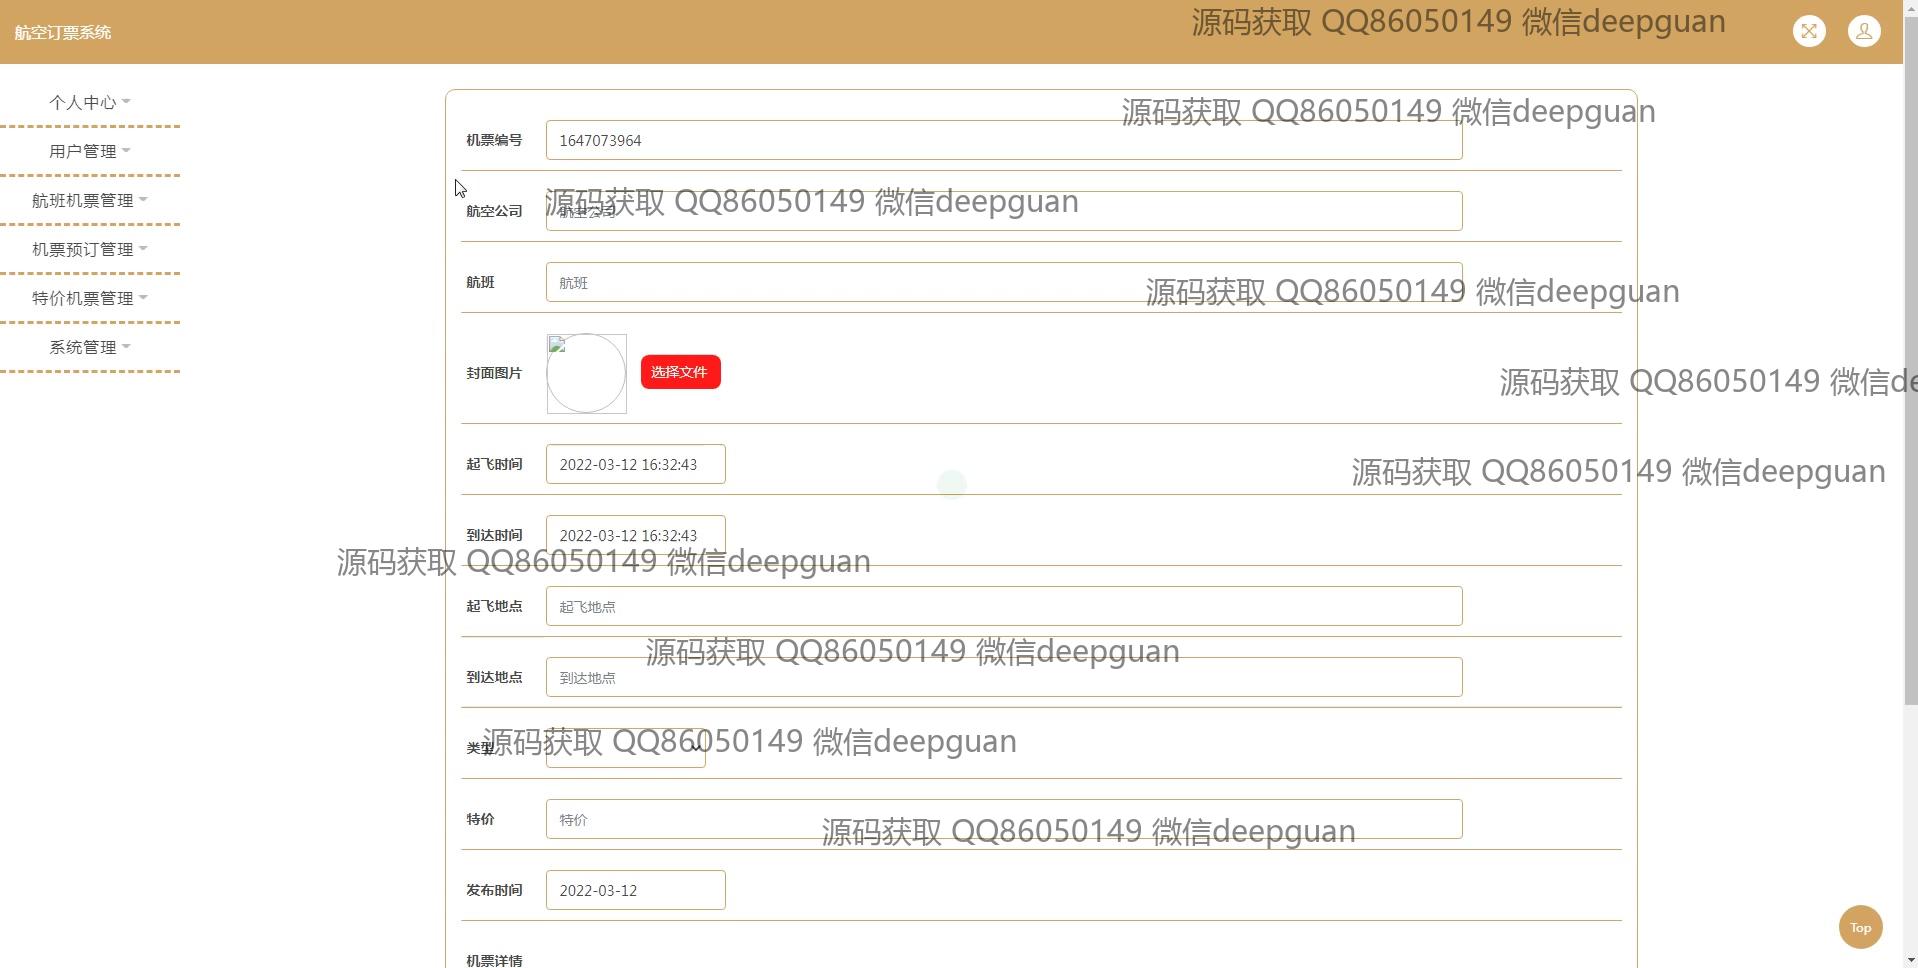 航空订票系统
源码获取 QQ86050149 微信deepguan
个人中心
用户管理
航班机票管理
机票预订管理
特价机票管理
系统管理
源码获取 QQ86050149 微信deepguan
机票编号 1647073964
源码获取 QQ86050149 微信deepguan
航空公司 航空公司
航班 航班
源码获取 QQ86050149 微信deepguan
封面图片 选择文件
源码获取 QQ86050149 微信de
起飞时间 2022-03-12 16:32:43
源码获取 QQ86050149 微信deepguan
到达时间 2022-03-12 16:32:43
源码获取 QQ86050149 微信deepguan
起飞地点 起飞地点
源码获取 QQ86050149 微信deepguan
到达地点 到达地点
源码获取 QQ86050149 微信deepguan
类型
特价 特价
源码获取 QQ86050149 微信deepguan
发布时间 2022-03-12
Top
机票详情